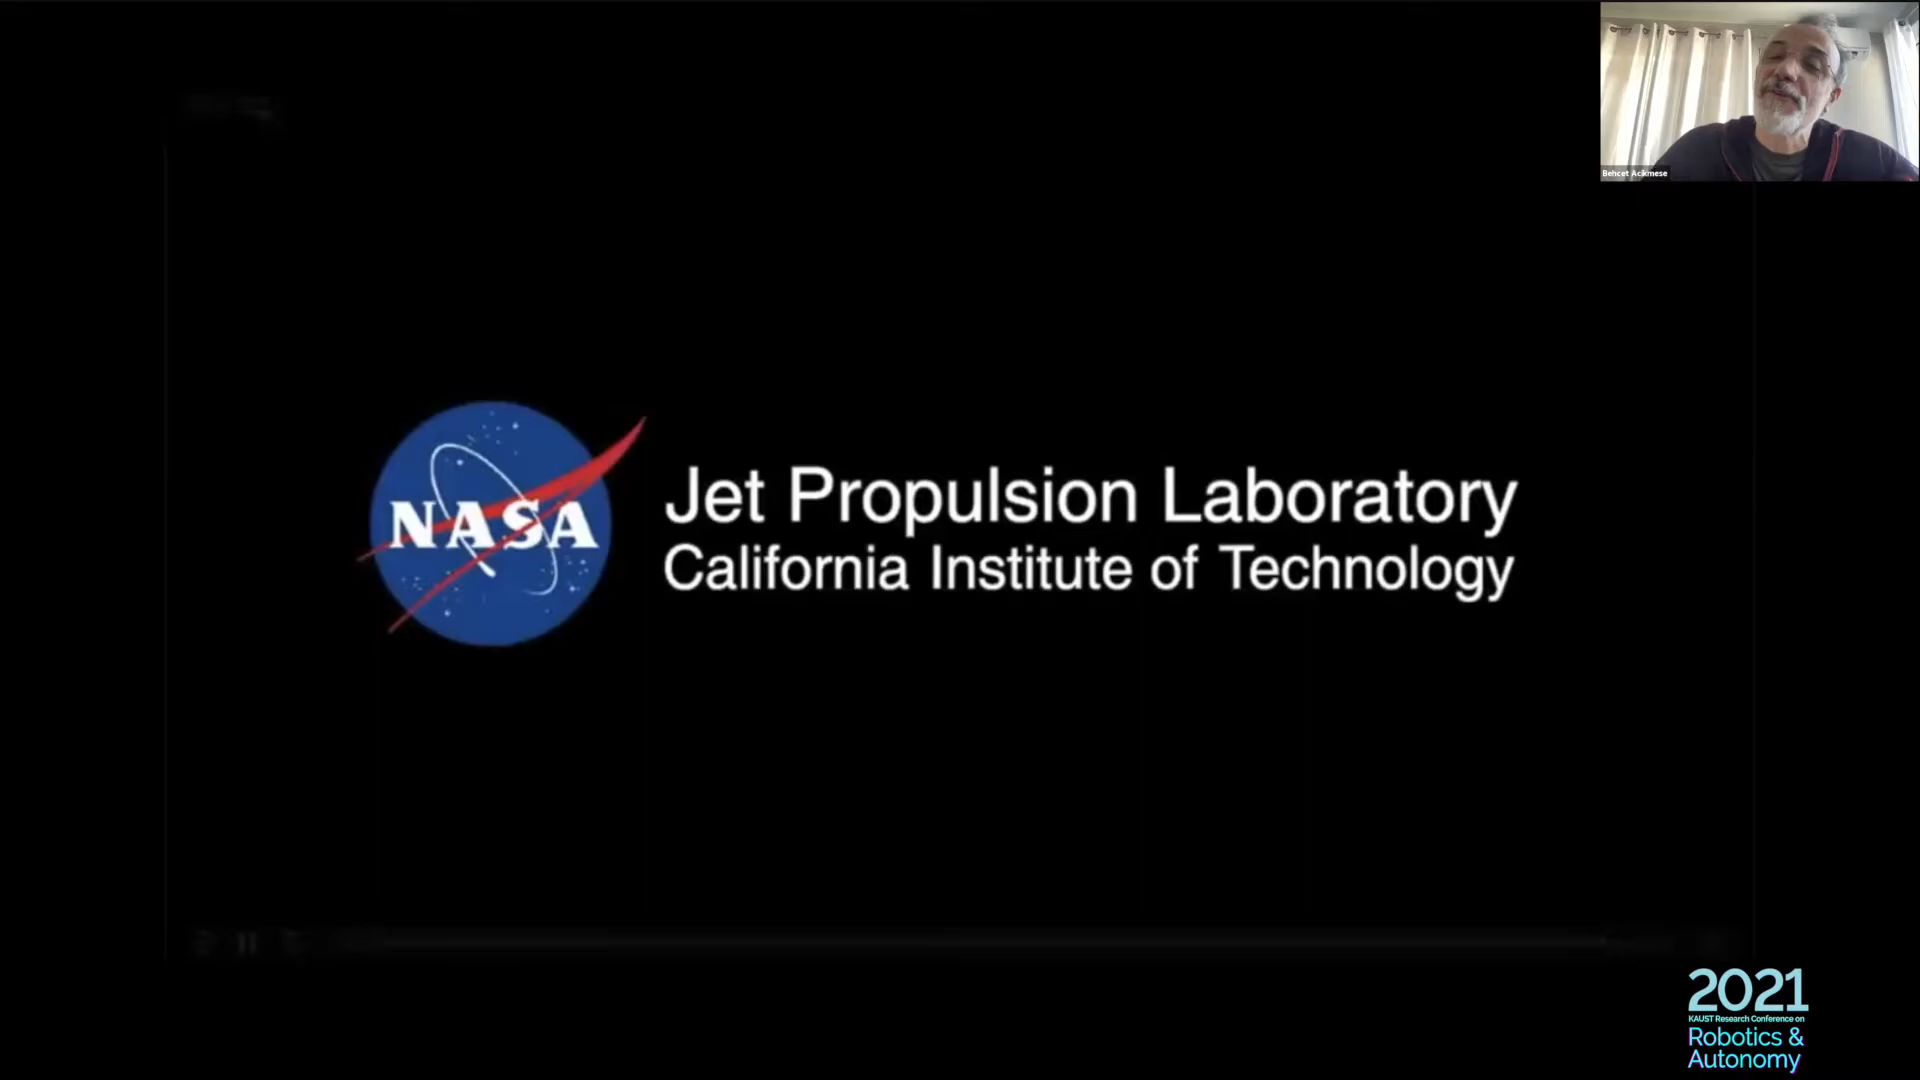 Behcet Acikmese
NASA
Jet Propulsion Laboratory
California Institute of Technology
2021
KAUST Research Conference on
Robotics &
Autonomy